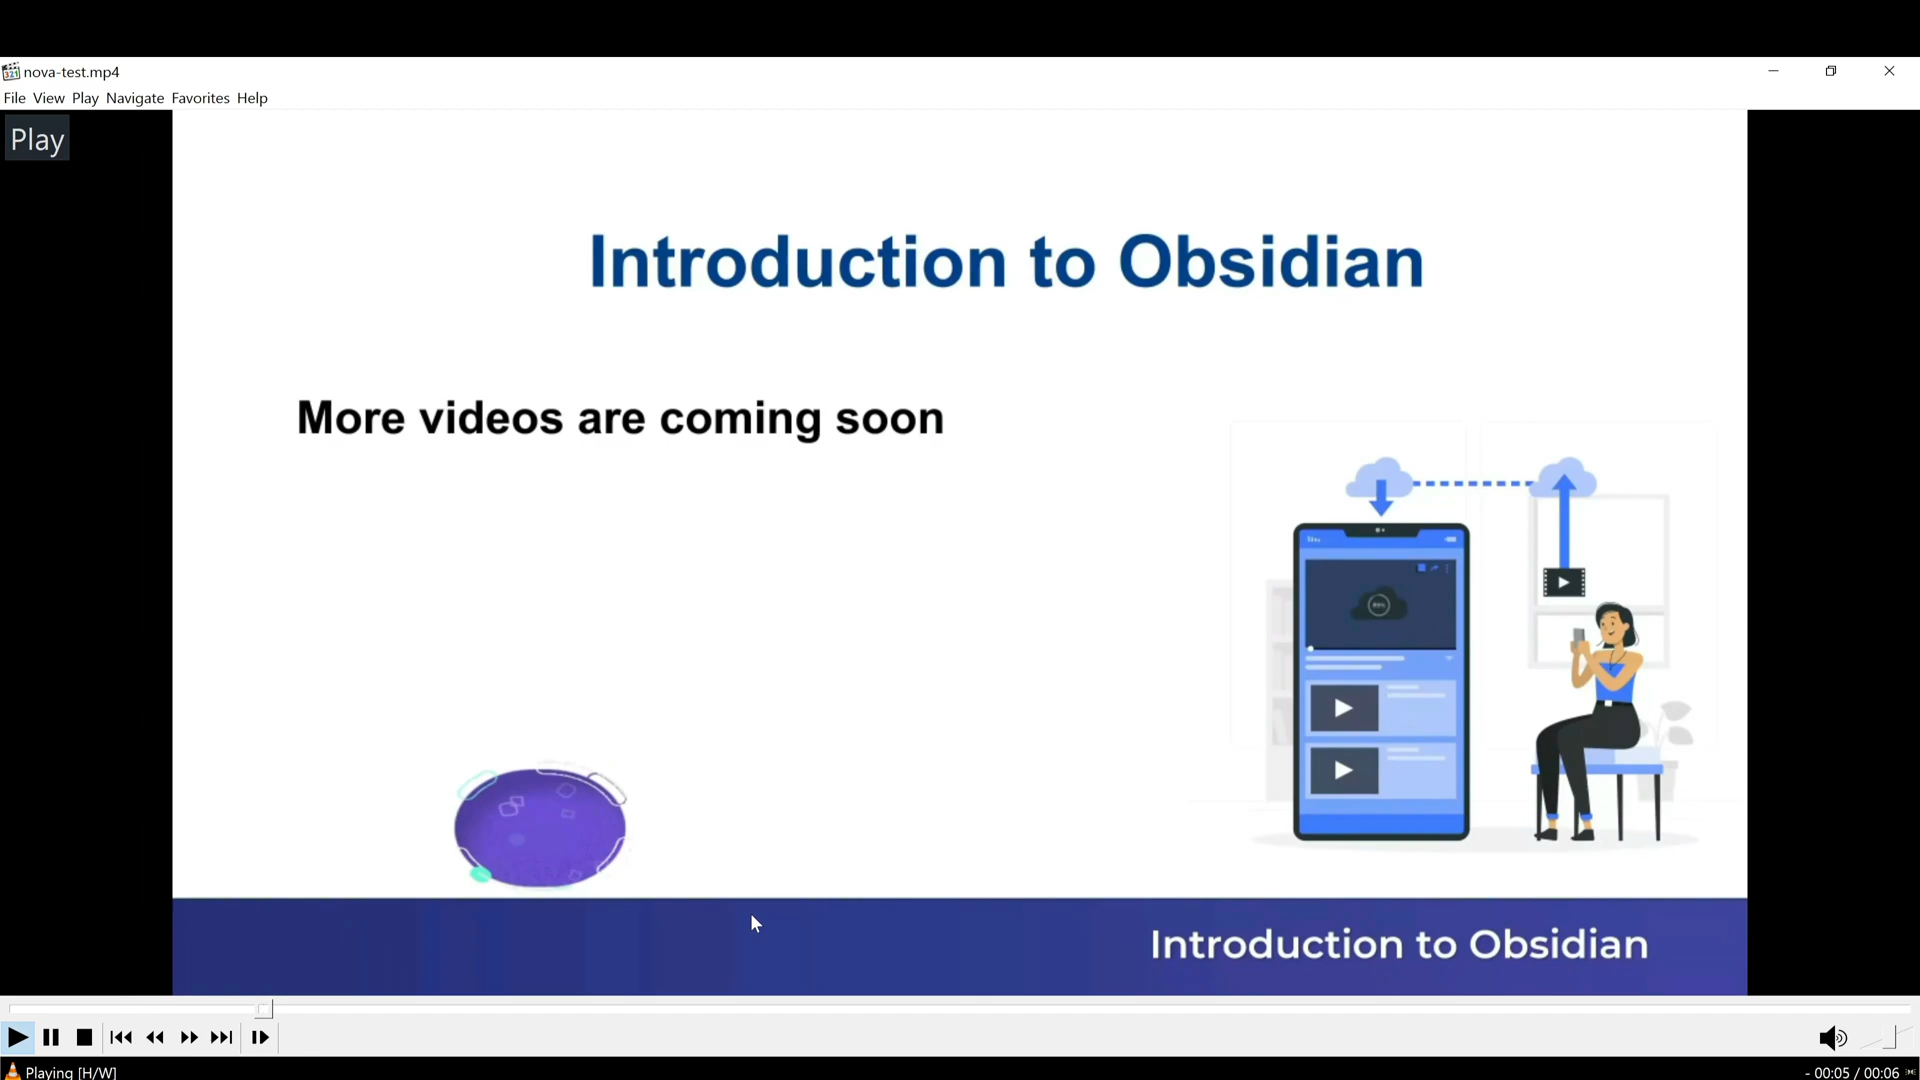 nova-test.mp4
File View Play Navigate Favorites Help
Play
Introduction to Obsidian
More videos are coming soon
Introduction to Obsidian
Playing [H/W]
- 00:05 / 00:06